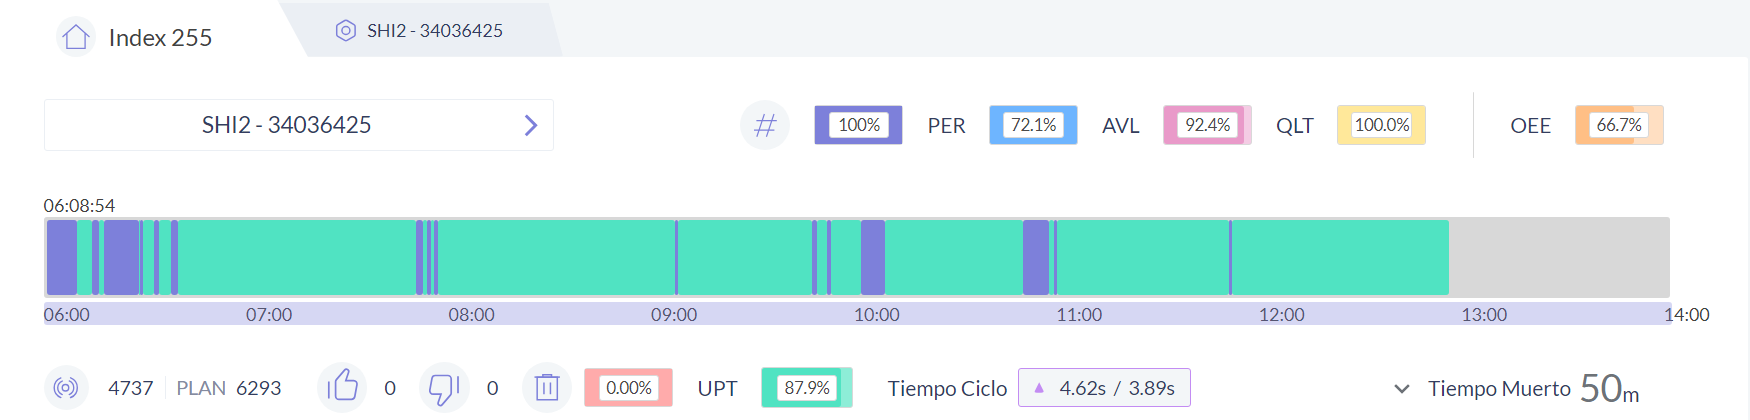 Index 255
SHI2 - 34036425
SHI2 - 34036425
# 100% PER 72.1% AVL 92.4% QLT 100.0% OEE 66.7%
06:08:54
06:00 07:00 08:00 09:00 10:00 11:00 12:00 13:00 14:00
4737 PLAN 6293 0 0 0.00% UPT 87.9% Tiempo Ciclo 4.62s / 3.89s Tiempo Muerto 50m